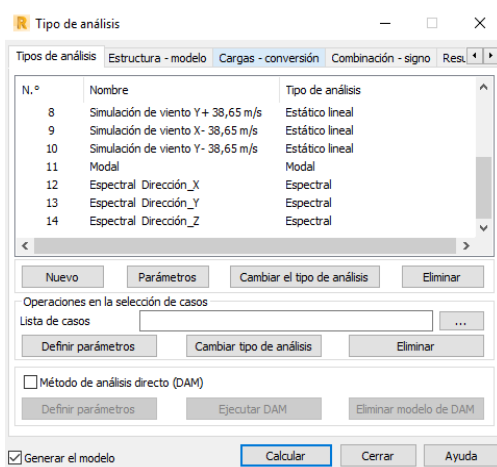 R Tipo de análisis
Tipos de análisis Estructura - modelo Cargas - conversión Combinación - signo Resu
N.º Nombre Tipo de análisis
8 Simulación de viento Y+ 38,65 m/s Estático lineal
9 Simulación de viento X- 38,65 m/s Estático lineal
10 Simulación de viento Y- 38,65 m/s Estático lineal
11 Modal Modal
12 Espectral Dirección_X Espectral
13 Espectral Dirección_Y Espectral
14 Espectral Dirección_Z Espectral
Nuevo Parámetros Cambiar el tipo de análisis Eliminar
Operaciones en la selección de casos
Lista de casos ...
Definir parámetros Cambiar tipo de análisis Eliminar
Método de análisis directo (DAM)
Definir parámetros Ejecutar DAM Eliminar modelo de DAM
Generar el modelo Calcular Cerrar Ayuda